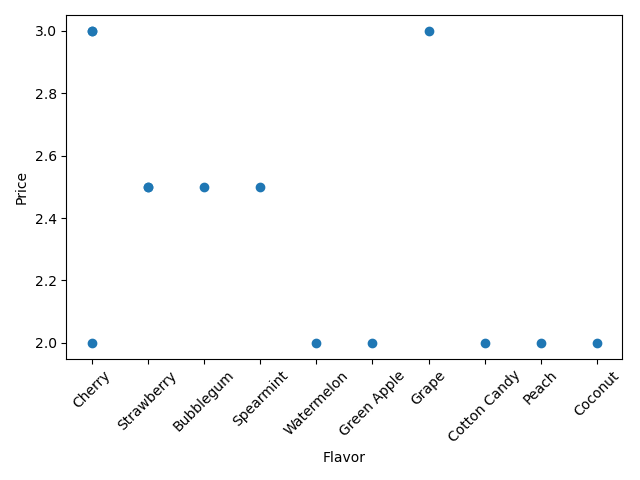 3.0
2.8
2.6
2.4
2.2
2.0
Price
Cherry
Strawberry
Bubblegum
Spearmint
Watermelon
Green Apple
Grape
Cotton Candy
Peach
Coconut
Flavor